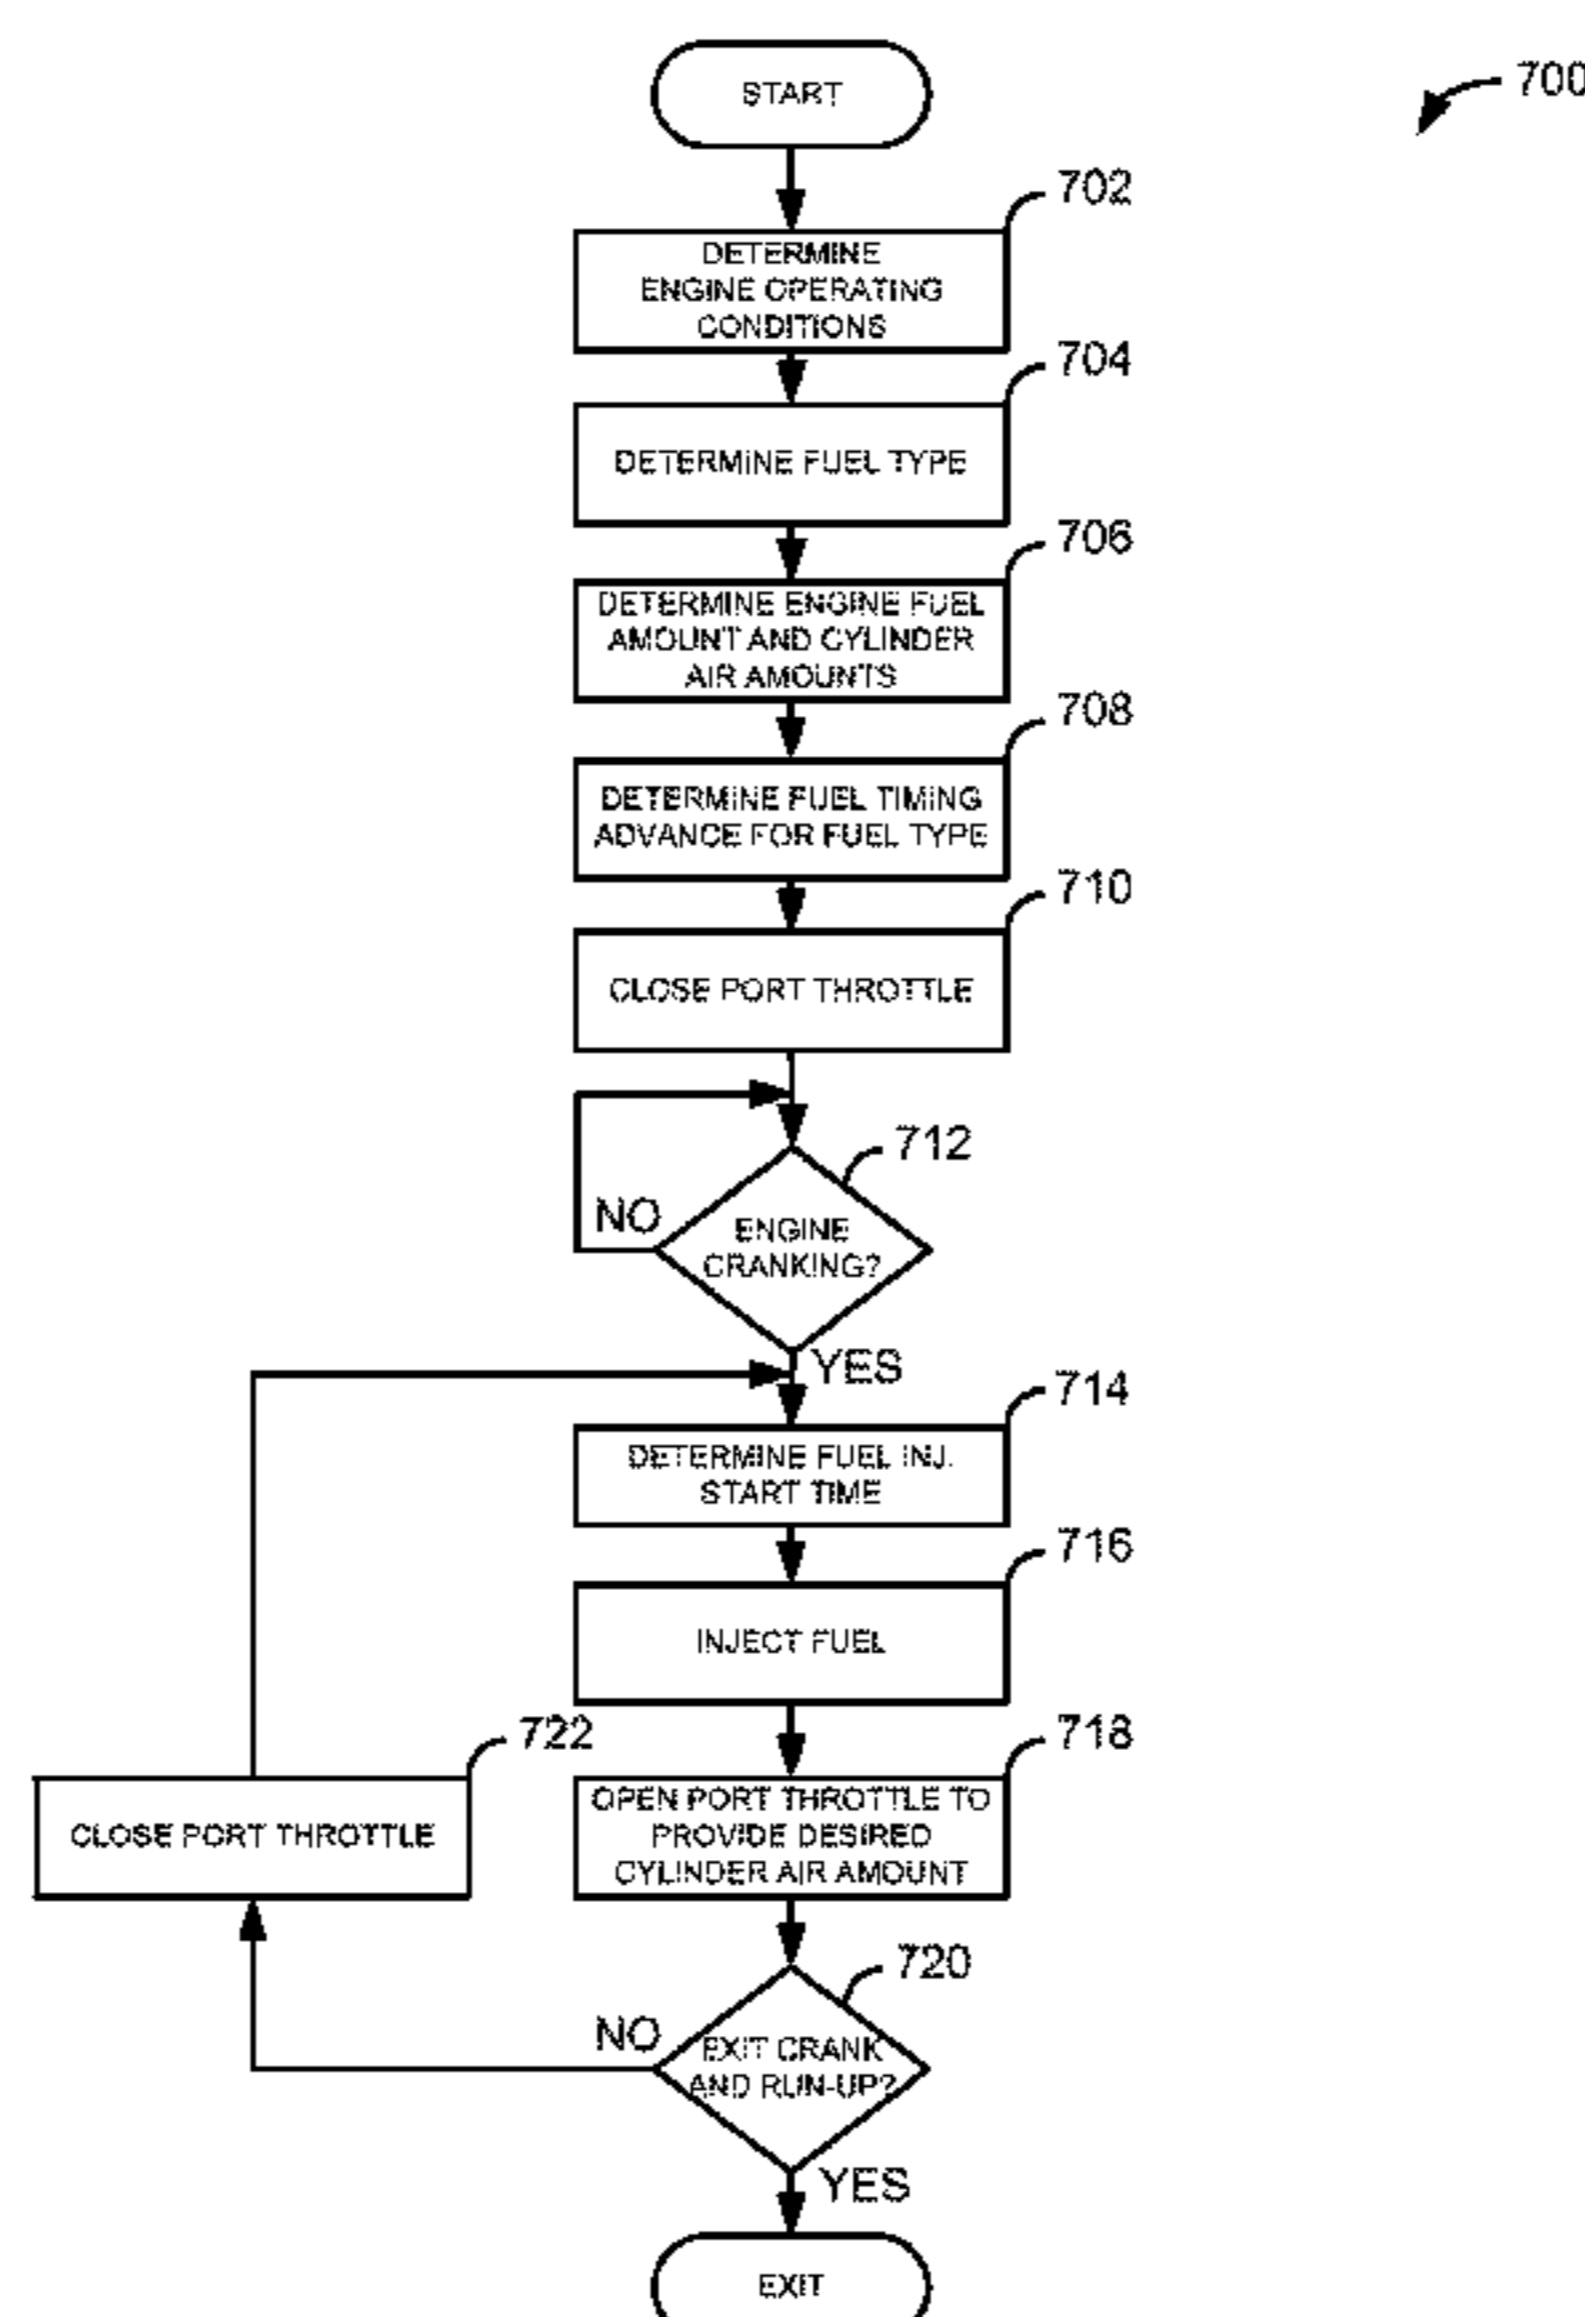 START
700
702
DETERMINE
ENGINE OPERATING
CONDITIONS
704
DETERMINE FUEL TYPE
706
DETERMINE ENGINE FUEL
AMOUNT AND CYLINDER
AIR AMOUNTS
708
DETERMINE FUEL TIMING
ADVANCE FOR FUEL TYPE
710
CLOSE PORT THROTTLE
712
NO
ENGINE
CRANKING?
YES
714
DETERMINE FUEL INJ.
START TIME
716
INJECT FUEL
722
718
CLOSE PORT THROTTLE
OPEN PORT THROTTLE TO
PROVIDE DESIRED
CYLINDER AIR AMOUNT
720
NO
EXIT CRANK
AND RUN-UP?
YES
EXIT